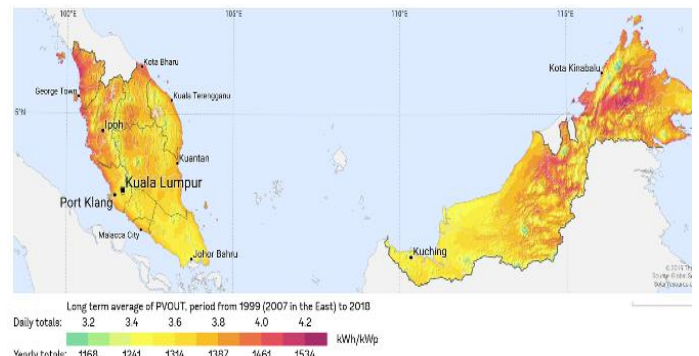 102°E 105°E 110°E 115°E
Kota Bharu
Kota Kinabalu
George Town
Kuala Terengganu
5°N
Ipoh
Kuantan
Kuala Lumpur
Port Klang
Malacca City
Kuching
Johor Bahru
Long term average of PVOUT, period from 1999 (2007 in the East) to 2018
Daily totals: 3.2 3.4 3.6 3.8 4.0 4.2
kWh/kWp
Yearly totals: 1168 1241 1314 1387 1461 1534